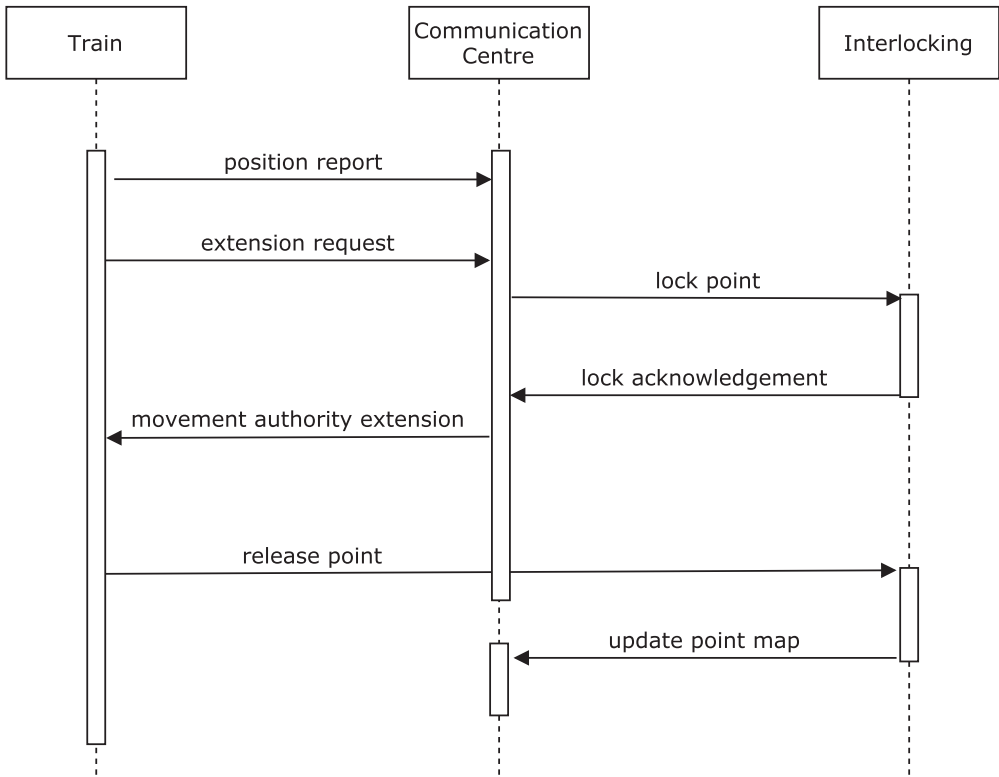 Train
Communication
Centre
Interlocking
position report
extension request
lock point
lock acknowledgement
movement authority extension
release point
update point map